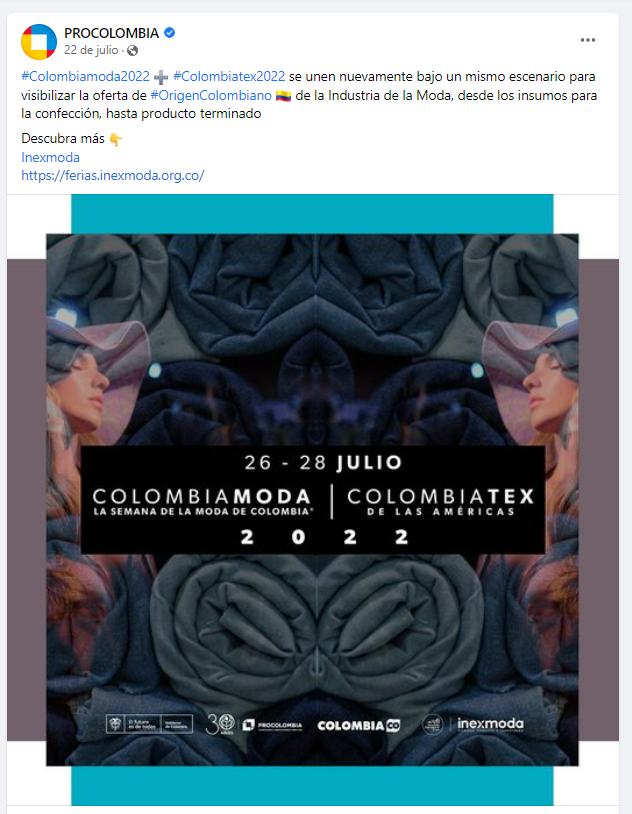 PROCOLOMBIA
22 de julio ·
#Colombiamoda2022 ➕ #Colombiatex2022 se unen nuevamente bajo un mismo escenario para
visibilizar la oferta de #OrigenColombiano 🇨🇴 de la Industria de la Moda, desde los insumos para
la confección, hasta producto terminado
Descubra más 👇
Inexmoda
https://ferias.inexmoda.org.co/
26 - 28 JULIO
COLOMBIAMODA | COLOMBIATEX
LA SEMANA DE LA MODA DE COLOMBIA® DE LAS AMÉRICAS
2 0 2 2
El futuro es de todos Gobierno de Colombia 30 AÑOS PROCOLOMBIA COLOMBIA CO inexmoda